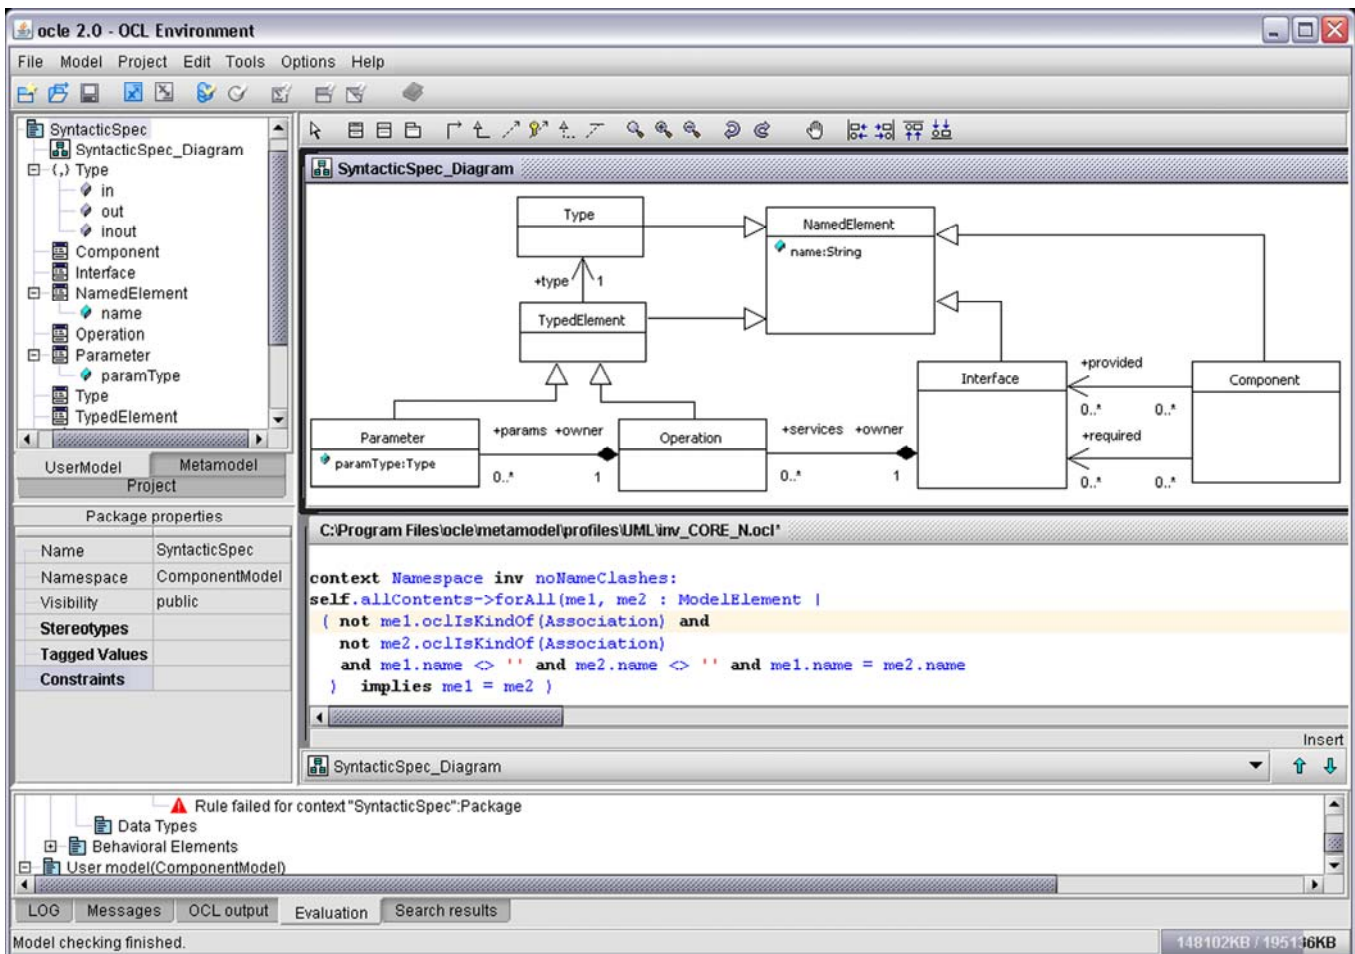 ocle 2.0 - OCL Environment
File Model Project Edit Tools Options Help
SyntacticSpec
SyntacticSpec_Diagram
(,) Type
in
out
inout
Component
Interface
NamedElement
name
Operation
Parameter
paramType
Type
TypedElement
UserModel Metamodel
Project
Package properties
Name SyntacticSpec
Namespace ComponentModel
Visibility public
Stereotypes
Tagged Values
Constraints
SyntacticSpec_Diagram
Type
NamedElement
name:String
+type 1
TypedElement
Interface
+provided
Component
0..* 0..*
+required
0..* 0..*
Parameter
paramType:Type
+params +owner
0..* 1
Operation
+services +owner
0..* 1
C:\Program Files\ocle\metamodel\profiles\UML\inv_CORE_N.ocl*
context Namespace inv noNameClashes:
self.allContents->forAll(me1, me2 : ModelElement |
( not me1.oclIsKindOf(Association) and
not me2.oclIsKindOf(Association)
and me1.name <> '' and me2.name <> '' and me1.name = me2.name
) implies me1 = me2 )
Insert
SyntacticSpec_Diagram
Rule failed for context "SyntacticSpec":Package
Data Types
Behavioral Elements
User model(ComponentModel)
LOG Messages OCL output Evaluation Search results
Model checking finished.
148102KB / 195136KB